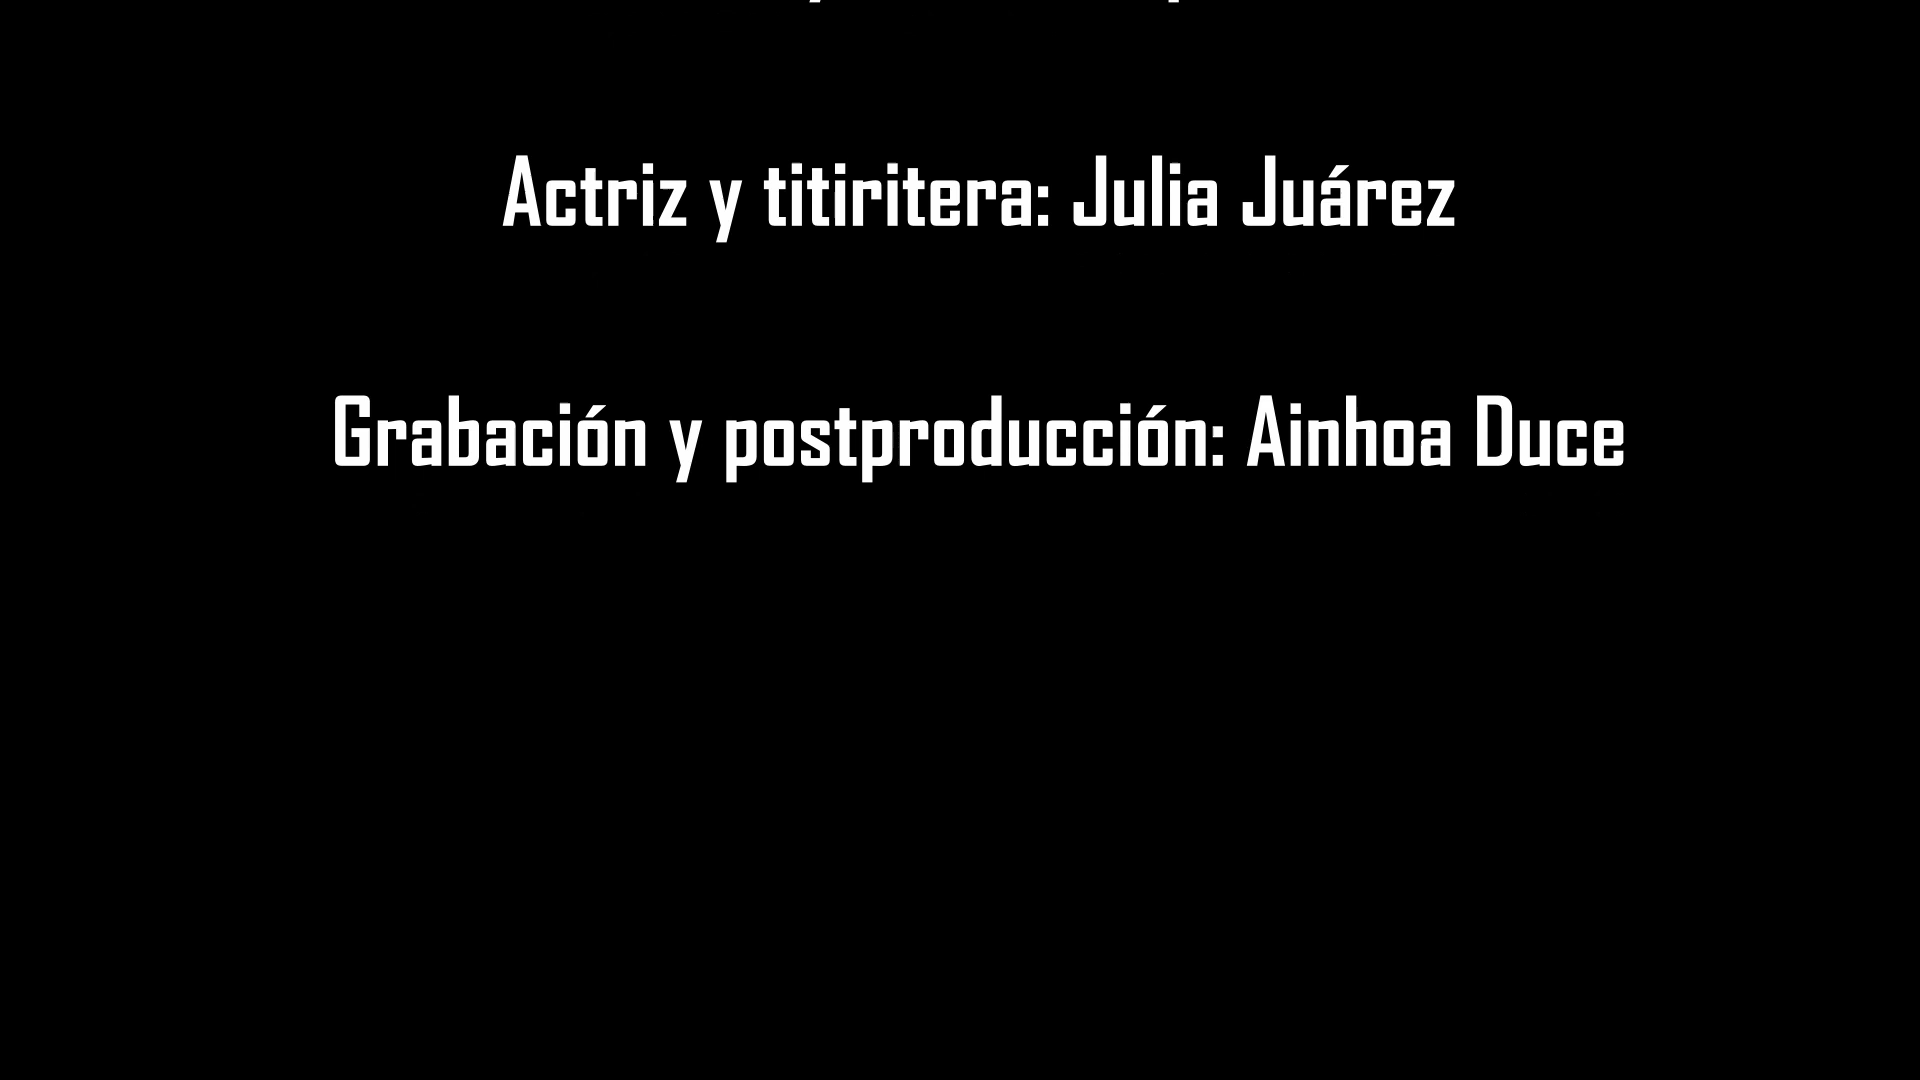 Actriz y titiritera: Julia Juárez
Grabación y postproducción: Ainhoa Duce